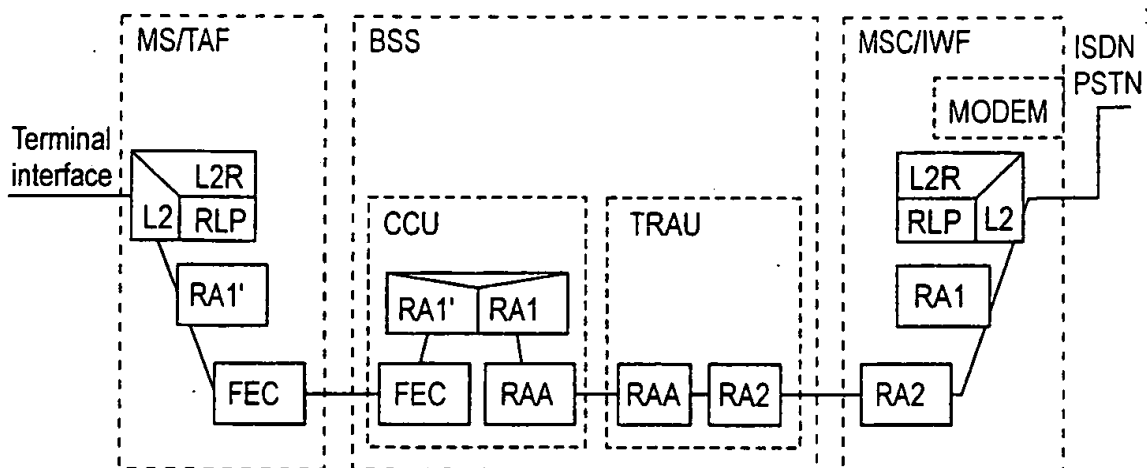 MS/TAF
BSS
MSC/IWF
ISDN
PSTN
MODEM
Terminal
interface
L2R
L2
RLP
L2R
RLP
L2
CCU
TRAU
RA1'
RA1'
RA1
RA1
FEC
FEC
RAA
RAA
RA2
RA2